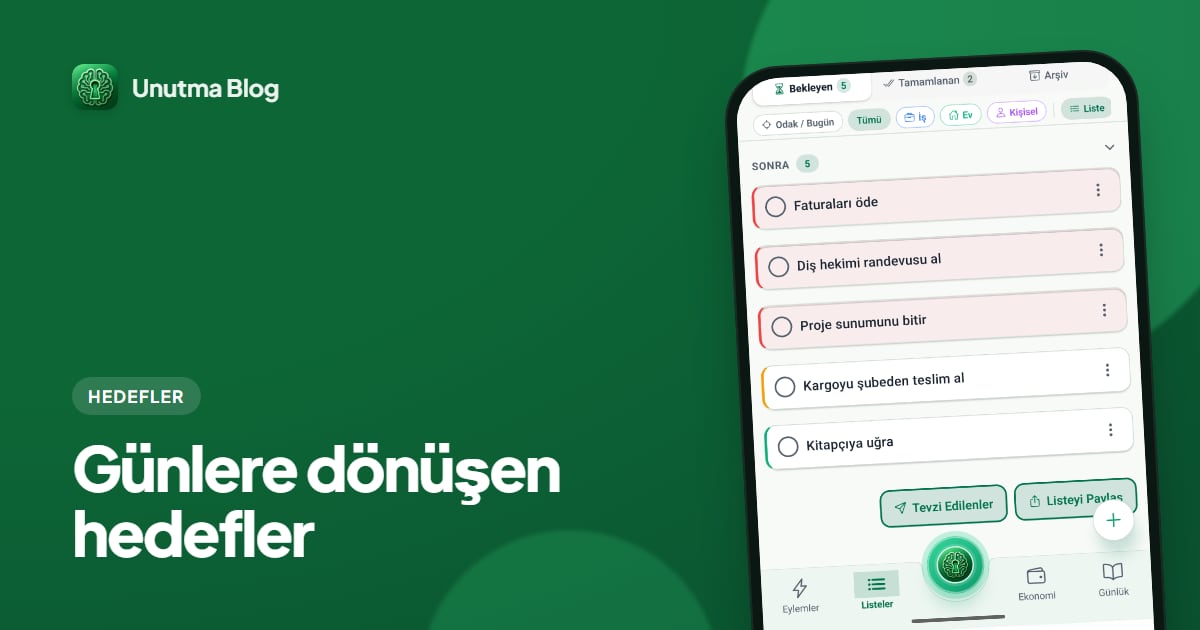 Unutma Blog
HEDEFLER
Günlere dönüşen
hedefler
Bekleyen 5
Tamamlanan 2
Arşiv
Odak / Bugün
Tümü
İş
Ev
Kişisel
Liste
SONRA 5
Faturaları öde
Diş hekimi randevusu al
Proje sunumunu bitir
Kargoyu şubeden teslim al
Kitapçıya uğra
Tevzi Edilenler
Listeyi Paylaş
Eylemler
Listeler
Ekonomi
Günlük